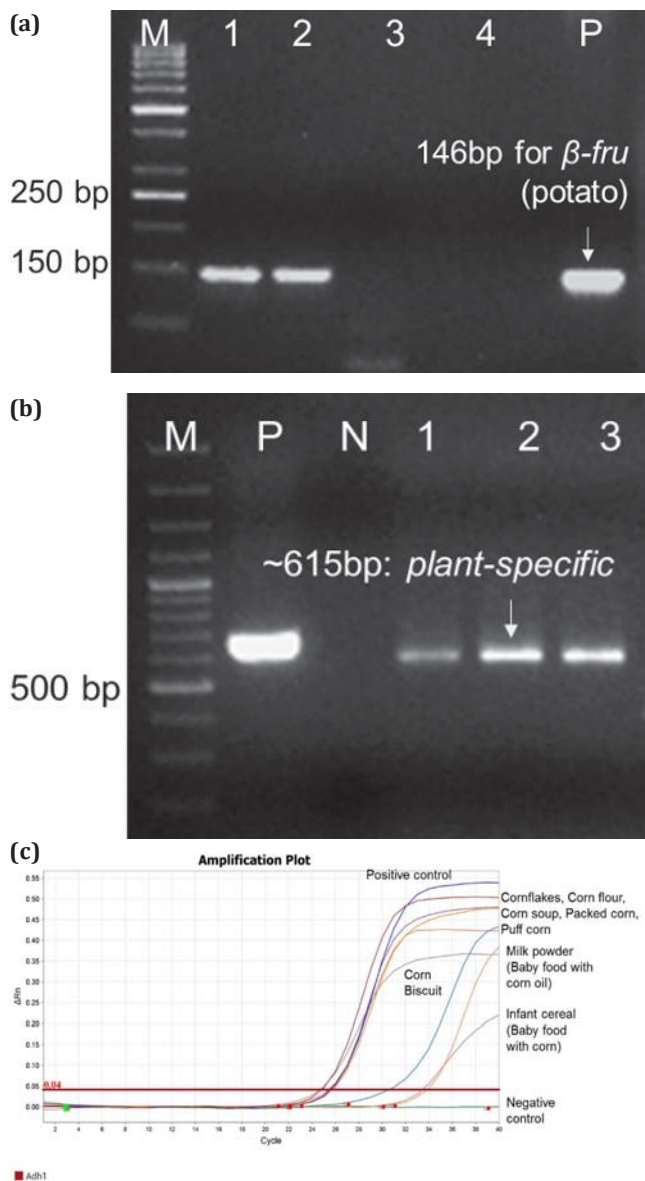 (a)
M 1 2 3 4 P
146bp for β-fru
(potato)
250 bp
150 bp
(b)
M P N 1 2 3
~615bp: plant-specific
500 bp
(c)
Amplification Plot
Positive control
Cornflakes, Corn flour,
Corn soup, Packed corn,
Puff corn
Milk powder
(Baby food with
corn oil)
Corn
Biscuit
Infant cereal
(Baby food
with corn)
Negative
control
ΔRn
0.55
0.50
0.45
0.40
0.35
0.30
0.25
0.20
0.15
0.10
0.05
0.04
0.00
2 4 6 8 10 12 14 16 18 20 22 24 26 28 30 32 34 36 38 40
Cycle
Adh1